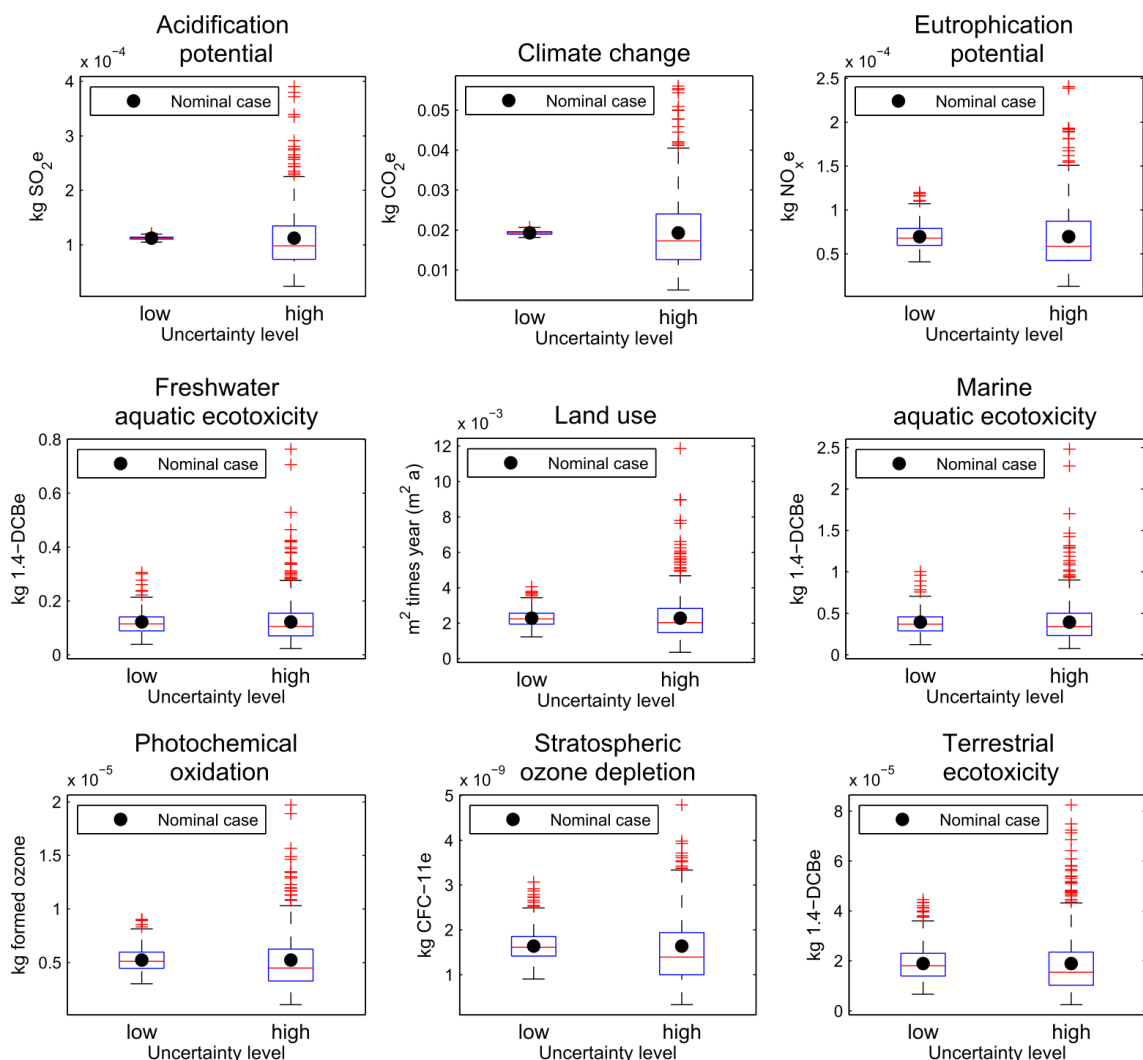 Acidification
potential
x 10⁻⁴
Nominal case
4
3
2
1
kg SO₂e
low
high
Uncertainty level
Climate change
Nominal case
0.05
0.04
0.03
0.02
0.01
kg CO₂e
low
high
Uncertainty level
Eutrophication
potential
x 10⁻⁴
Nominal case
2.5
2
1.5
1
0.5
kg NOₓe
low
high
Uncertainty level
Freshwater
aquatic ecotoxicity
Nominal case
0.8
0.6
0.4
0.2
0
kg 1.4−DCBe
low
high
Uncertainty level
Land use
x 10⁻³
Nominal case
12
10
8
6
4
2
0
m² times year (m² a)
low
high
Uncertainty level
Marine
aquatic ecotoxicity
Nominal case
2.5
2
1.5
1
0.5
0
kg 1.4−DCBe
low
high
Uncertainty level
Photochemical
oxidation
x 10⁻⁵
Nominal case
2
1.5
1
0.5
kg formed ozone
low
high
Uncertainty level
Stratospheric
ozone depletion
x 10⁻⁹
Nominal case
5
4
3
2
1
kg CFC−11e
low
high
Uncertainty level
Terrestrial
ecotoxicity
x 10⁻⁵
Nominal case
8
6
4
2
0
kg 1.4−DCBe
low
high
Uncertainty level